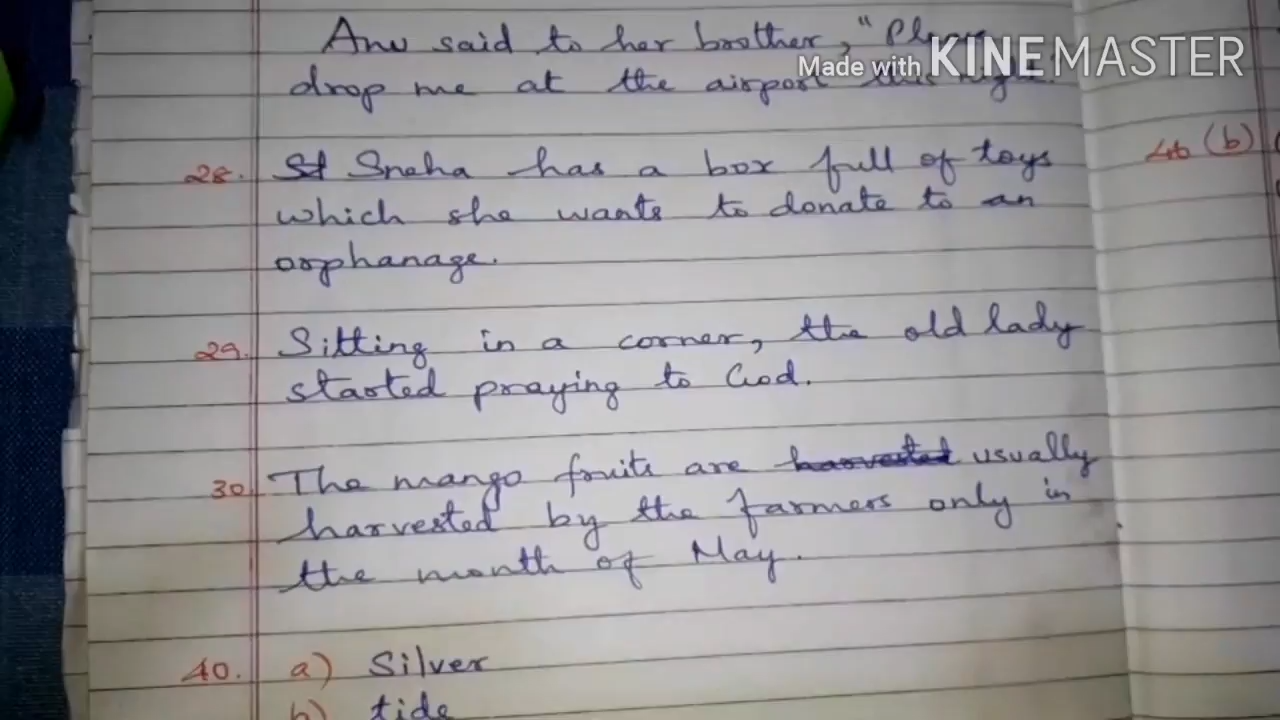 Anu said to her brother, "Please
Made with KINEMASTER
drop me at the airport this night."
28. St Sneha has a box full of toys
which she wants to donate to an
orphanage.
29. Sitting in a corner, the old lady
started praying to God.
30. The mango fruits are harvested usually
harvested by the farmers only in
the month of May.
40. a) Silver
b) tide
46 (b)